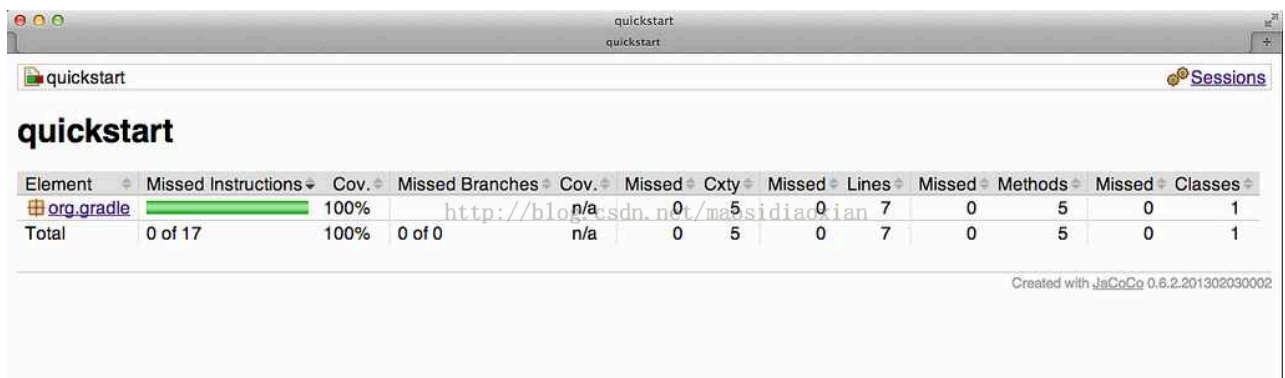 quickstart
quickstart
quickstart Sessions
quickstart
Element Missed Instructions Cov. Missed Branches Cov. Missed Cxty Missed Lines Missed Methods Missed Classes
org.gradle 100% n/a 0 5 0 7 0 5 0 1
http://blog.csdn.net/maosidiaoxian
Total 0 of 17 100% 0 of 0 n/a 0 5 0 7 0 5 0 1
Created with JaCoCo 0.6.2.201302030002